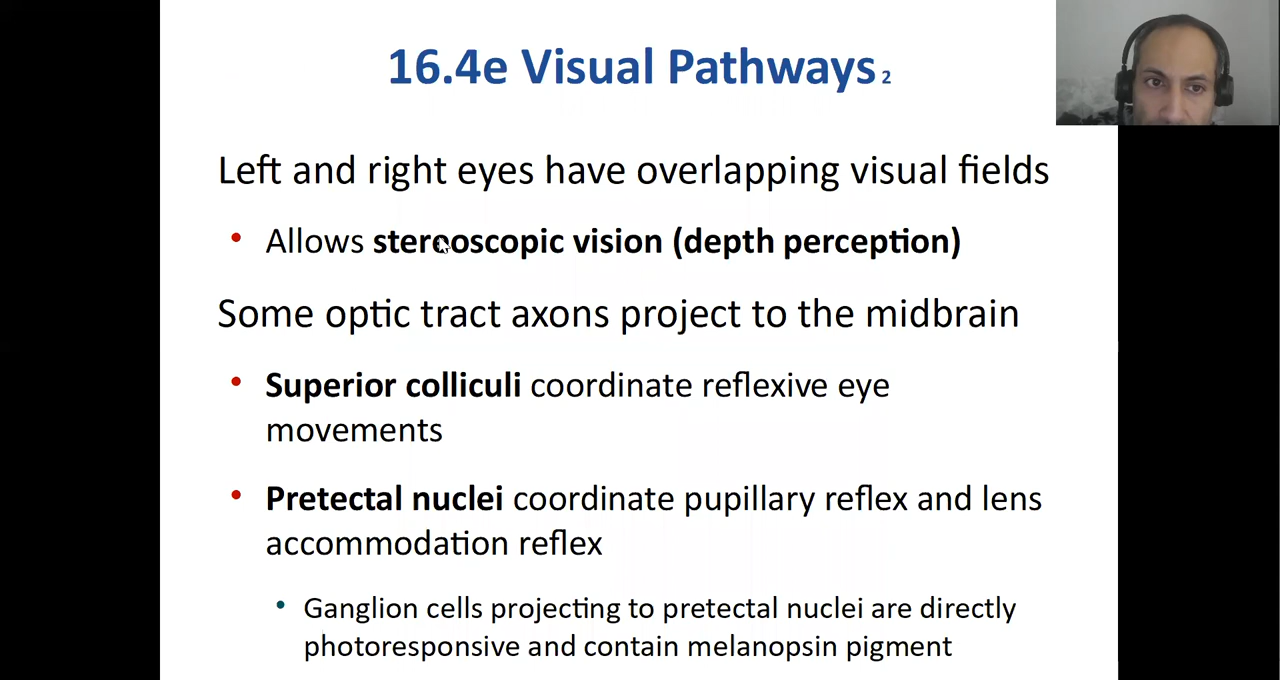 16.4e Visual Pathways 2
Left and right eyes have overlapping visual fields
• Allows stereoscopic vision (depth perception)
Some optic tract axons project to the midbrain
• Superior colliculi coordinate reflexive eye
movements
• Pretectal nuclei coordinate pupillary reflex and lens
accommodation reflex
• Ganglion cells projecting to pretectal nuclei are directly
photoresponsive and contain melanopsin pigment